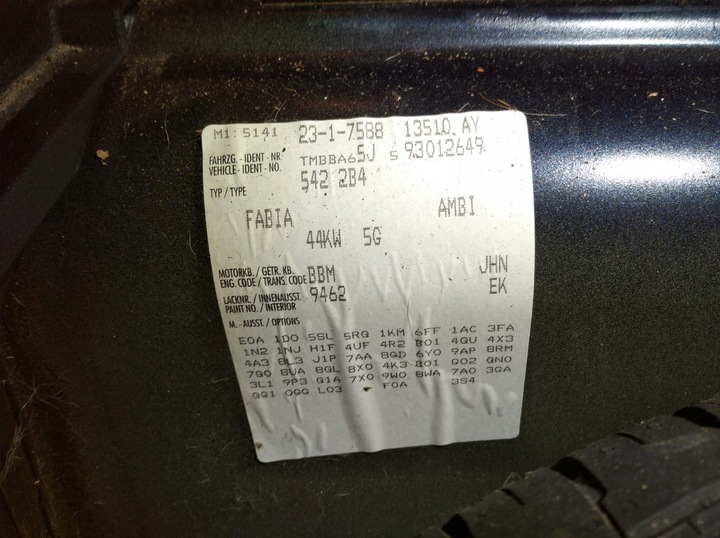 M1: 5141 23-1-7588 13510 AY
FAHRZG. - IDENT - NR. TMBBA65J 5 93012649
VEHICLE - IDENT - NO.
TYP / TYPE 542 2B4
FABIA AMBI
44KW 5G
MOTORKB. / GETR. KB. BBM JHN
ENG. CODE / TRANS. CODE
LACKNR. / INNENAUSST. 9462 EK
PAINT NO. / INTERIOR
M. - AUSST. / OPTIONS
E0A 1D0 5SL 5RQ 1KM 6FF 1AC 3FA
1N2 1NJ H1F 4UF 4R2 B01 4GU 4X3
4A3 8L3 J1P 7AA 8GD 6Y0 9AP 8RM
7Q0 8UA 8GL 8X0 4K3 B01 G02 GN0
3L1 9P3 Q1A 7X0 9W0 8WA 7A0 3GA
GG1 0GG L03 F0A 3S4